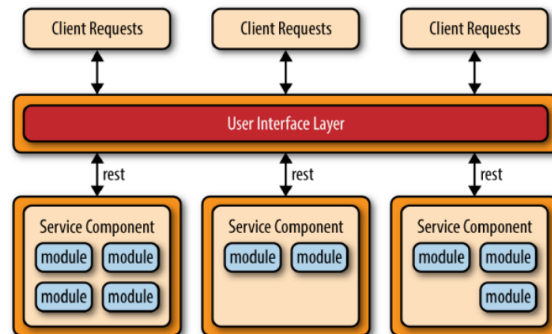 Client Requests
Client Requests
Client Requests
User Interface Layer
rest
rest
rest
Service Component
module module
module module
Service Component
module module
Service Component
module module
module